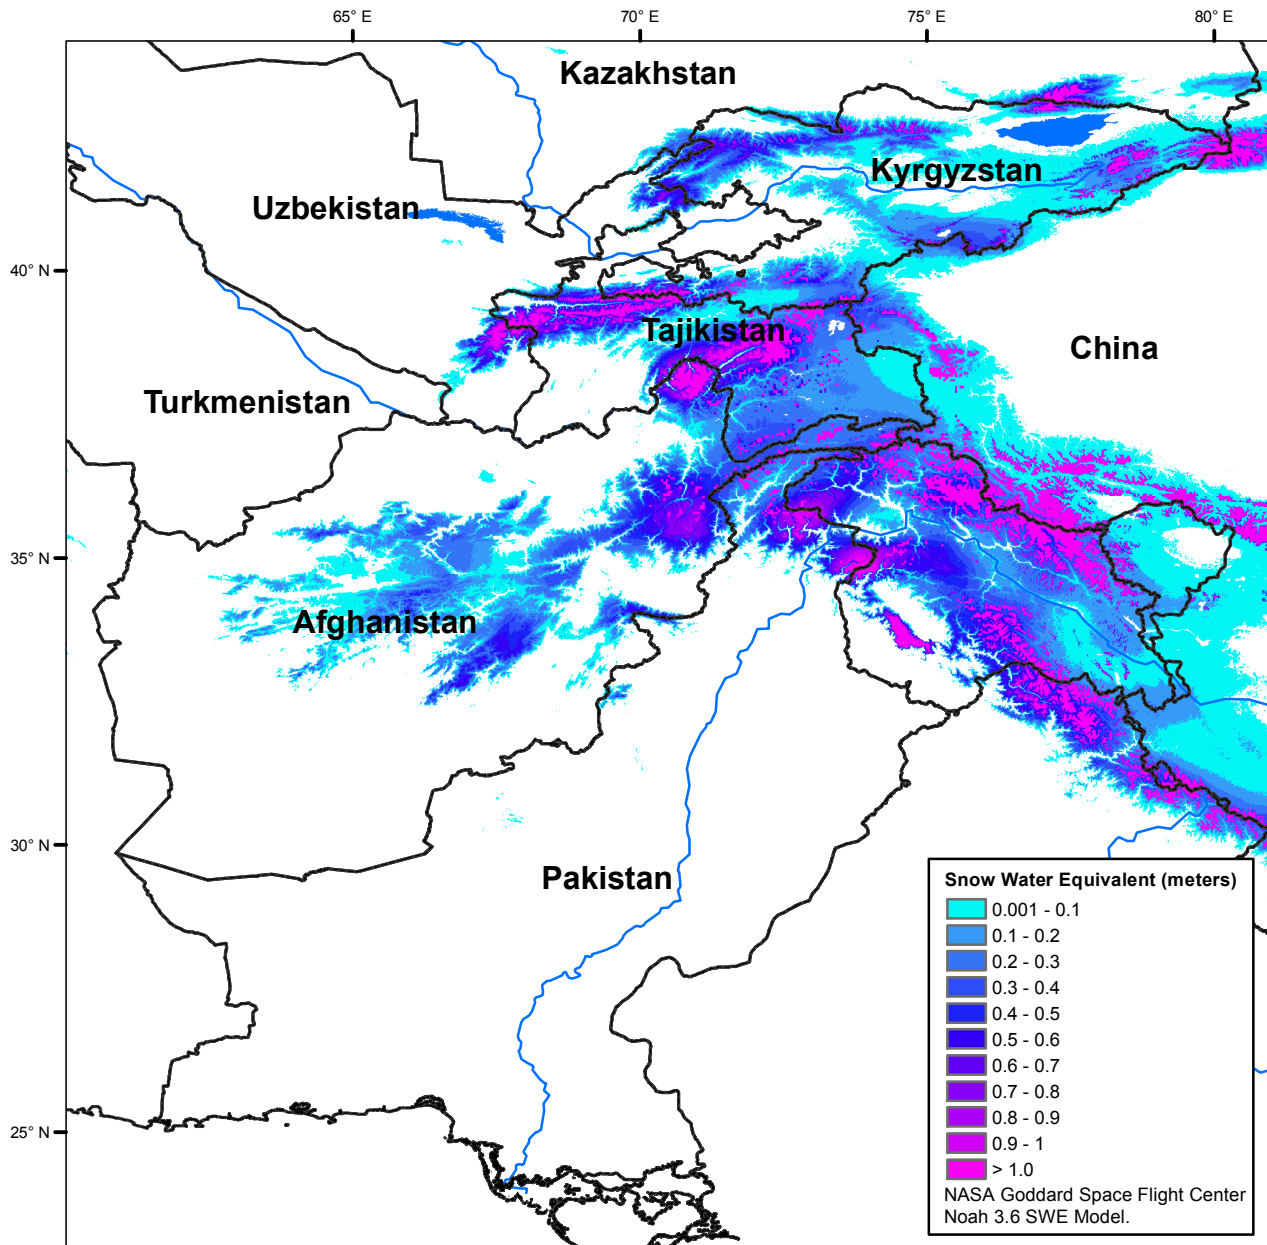 65° E
70° E
75° E
80° E
Kazakhstan
Kyrgyzstan
Uzbekistan
40° N
Tajikistan
China
Turkmenistan
35° N
Afghanistan
30° N
Pakistan
25° N
Snow Water Equivalent (meters)
0.001 - 0.1
0.1 - 0.2
0.2 - 0.3
0.3 - 0.4
0.4 - 0.5
0.5 - 0.6
0.6 - 0.7
0.7 - 0.8
0.8 - 0.9
0.9 - 1
> 1.0
NASA Goddard Space Flight Center
Noah 3.6 SWE Model.